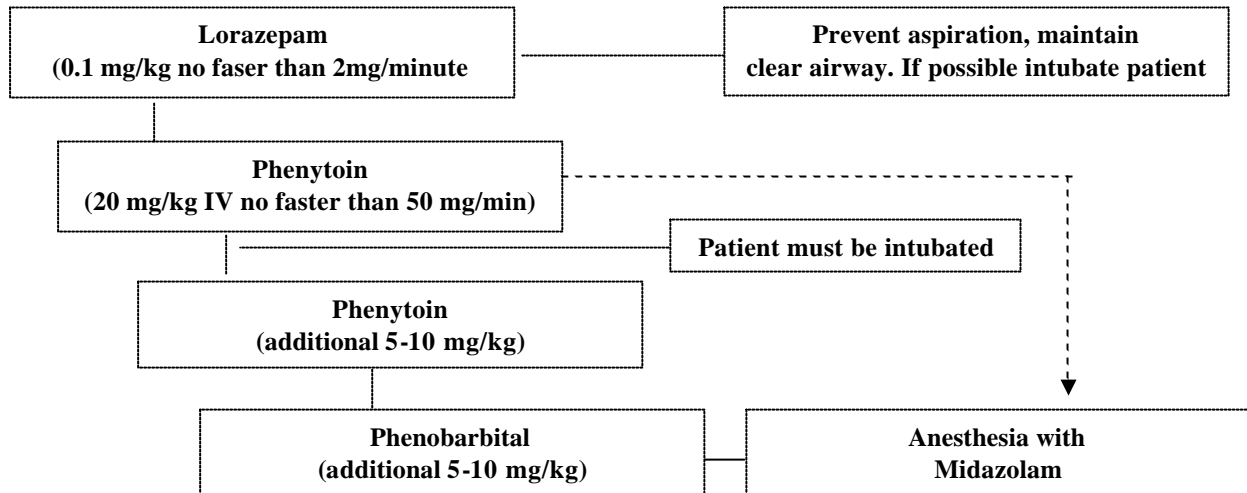 Lorazepam
(0.1 mg/kg no faser than 2mg/minute
Prevent aspiration, maintain
clear airway. If possible intubate patient
Phenytoin
(20 mg/kg IV no faster than 50 mg/min)
Patient must be intubated
Phenytoin
(additional 5-10 mg/kg)
Phenobarbital
(additional 5-10 mg/kg)
Anesthesia with
Midazolam